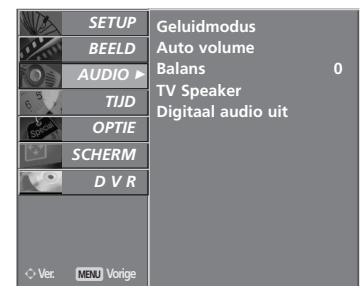 SETUP
BEELD
AUDIO ►
TIJD
OPTIE
SCHERM
D V R
Geluidmodus
Auto volume
Balans 0
TV Speaker
Digitaal audio uit
Ver. MENU Vorige